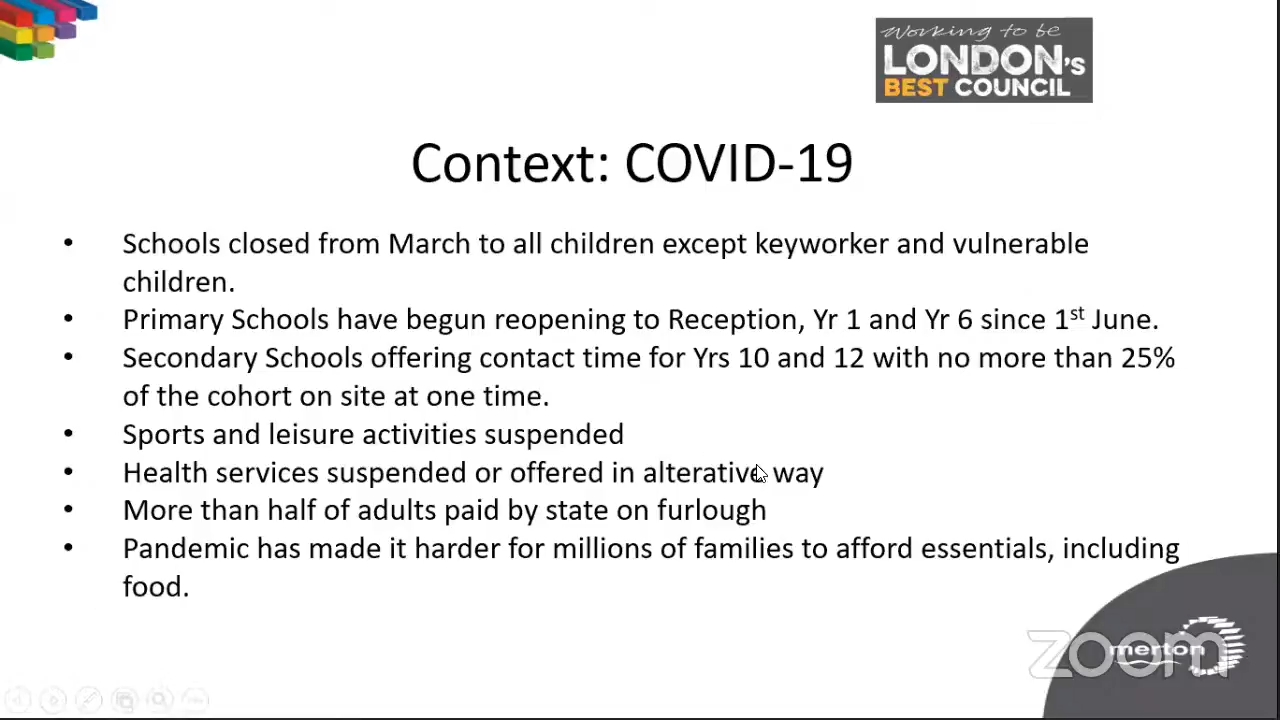 Working to be
LONDON's
BEST COUNCIL
Context: COVID-19
• Schools closed from March to all children except keyworker and vulnerable
children.
• Primary Schools have begun reopening to Reception, Yr 1 and Yr 6 since 1st June.
• Secondary Schools offering contact time for Yrs 10 and 12 with no more than 25%
of the cohort on site at one time.
• Sports and leisure activities suspended
• Health services suspended or offered in alterative way
• More than half of adults paid by state on furlough
• Pandemic has made it harder for millions of families to afford essentials, including
food.
zoom
merton